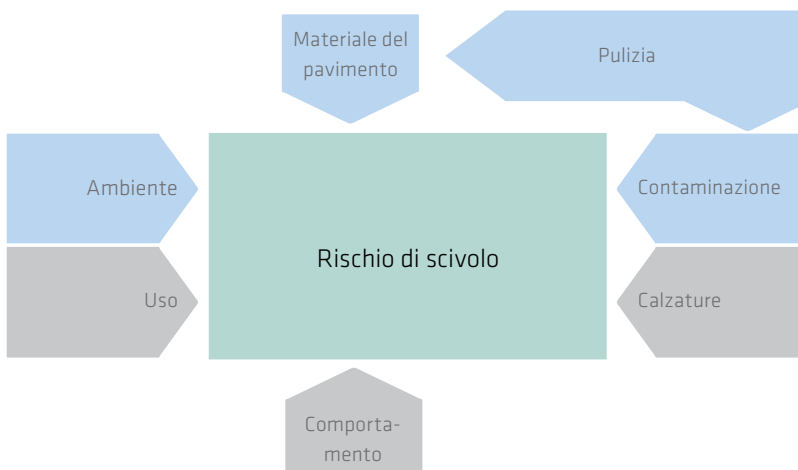 Materiale del
pavimento
Pulizia
Ambiente
Contaminazione
Rischio di scivolo
Uso
Calzature
Comporta-
mento